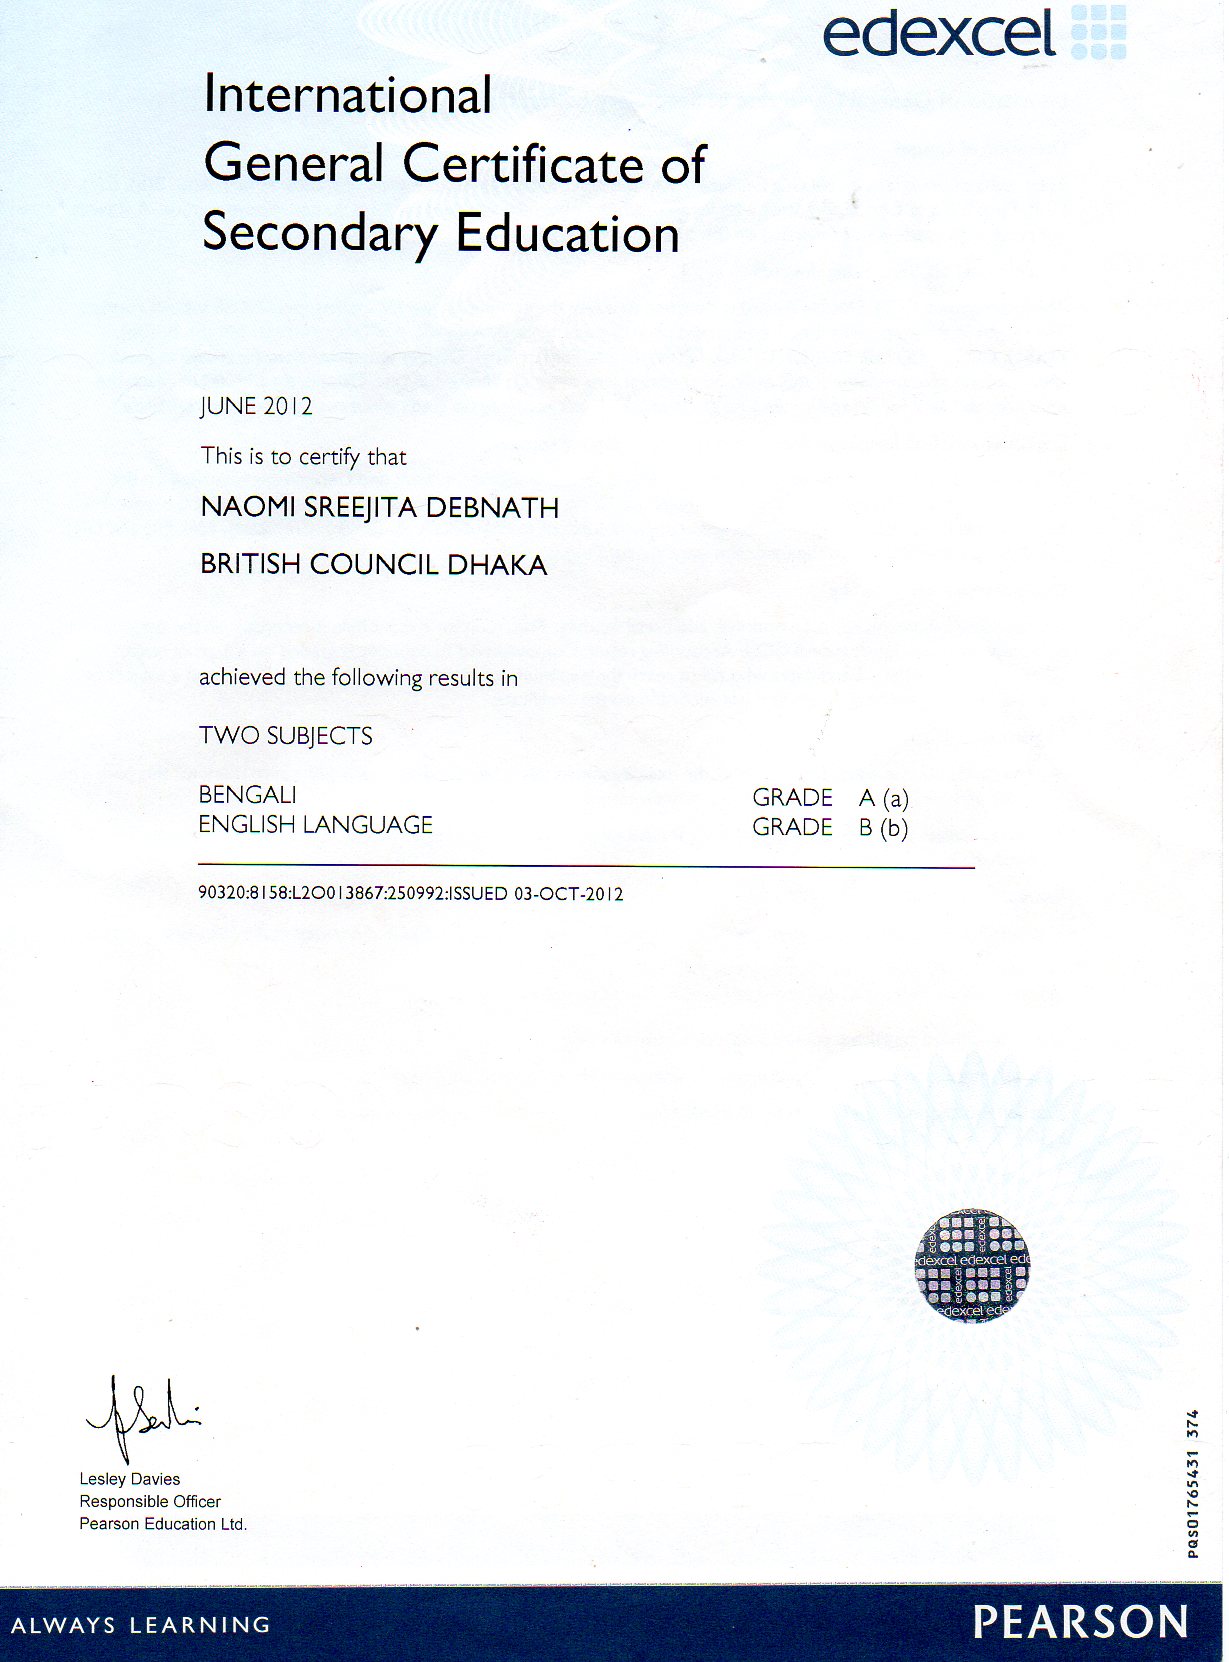 edexcel
International
General Certificate of
Secondary Education
JUNE 2012
This is to certify that
NAOMI SREEJITA DEBNATH
BRITISH COUNCIL DHAKA
achieved the following results in
TWO SUBJECTS
BENGALI GRADE A (a)
ENGLISH LANGUAGE GRADE B (b)
90320:8158:L2O013867:250992:ISSUED 03-OCT-2012
edexcel edexcel
edexcel edexcel edexcel
edexcel edexcel
edexcel edexcel
Lesley Davies
Responsible Officer
Pearson Education Ltd.
PQS01765431 374
ALWAYS LEARNING
PEARSON